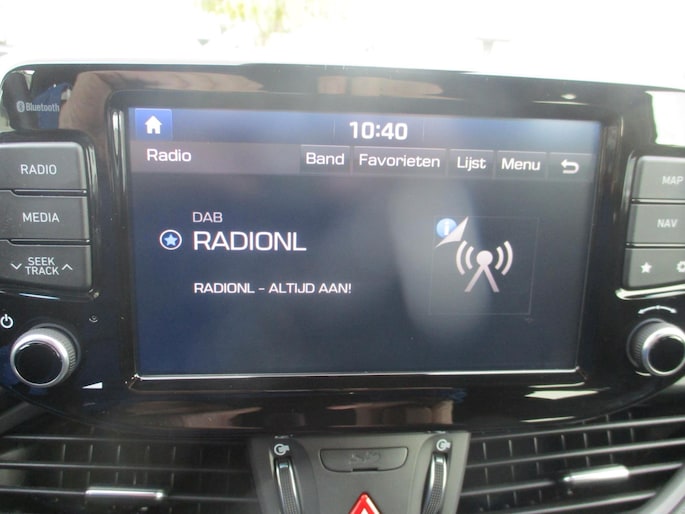 Bluetooth
10:40
Radio Band Favorieten Lijst Menu
RADIO
MEDIA
SEEK
TRACK
DAB
RADIONL
RADIONL - ALTIJD AAN!
MAP
NAV